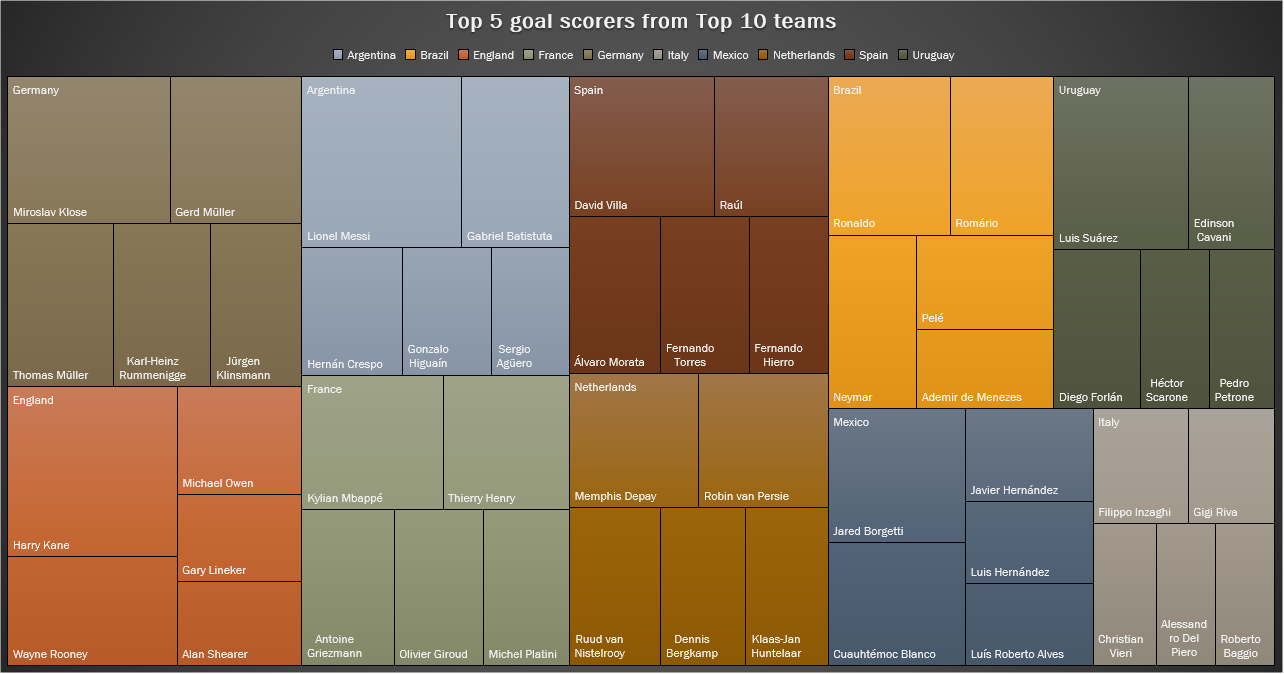 Top 5 goal scorers from Top 10 teams
Argentina Brazil England France Germany Italy Mexico Netherlands Spain Uruguay
Germany
Miroslav Klose
Gerd Müller
Thomas Müller
Karl-Heinz
Rummenigge
Jürgen
Klinsmann
England
Harry Kane
Wayne Rooney
Michael Owen
Gary Lineker
Alan Shearer
Argentina
Lionel Messi
Gabriel Batistuta
Hernán Crespo
Gonzalo
Higuaín
Sergio
Agüero
France
Kylian Mbappé
Thierry Henry
Antoine
Griezmann
Olivier Giroud
Michel Platini
Spain
David Villa
Raúl
Álvaro Morata
Fernando
Torres
Fernando
Hierro
Netherlands
Memphis Depay
Robin van Persie
Ruud van
Nistelrooy
Dennis
Bergkamp
Klaas-Jan
Huntelaar
Brazil
Ronaldo
Romário
Neymar
Pelé
Ademir de Menezes
Uruguay
Luis Suárez
Edinson
Cavani
Diego Forlán
Héctor
Scarone
Pedro
Petrone
Mexico
Jared Borgetti
Cuauhtémoc Blanco
Javier Hernández
Luis Hernández
Luís Roberto Alves
Italy
Filippo Inzaghi
Gigi Riva
Christian
Vieri
Alessand
ro Del
Piero
Roberto
Baggio